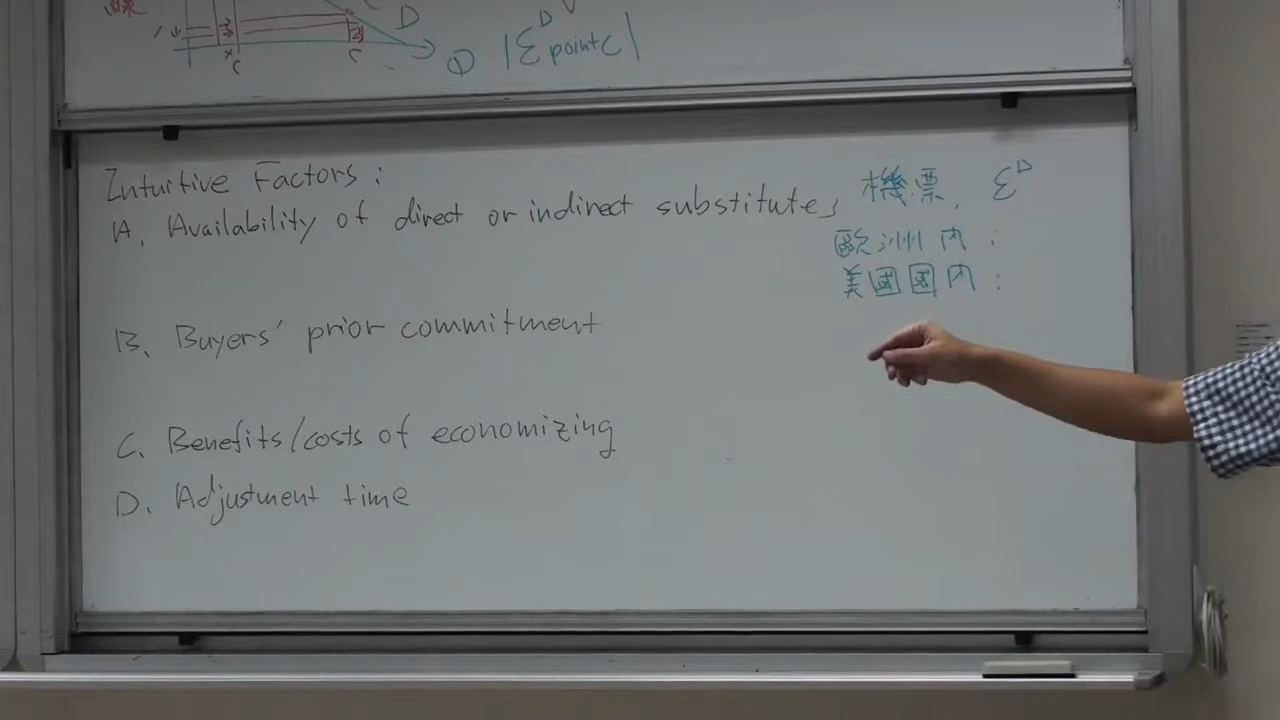 D
Q |ε^D point C|
Intuitive Factors :
A. Availability of direct or indirect substitutes
B. Buyers' prior commitment
C. Benefits/costs of economizing
D. Adjustment time
機票, ε^D
歐洲內 :
美國國內 :